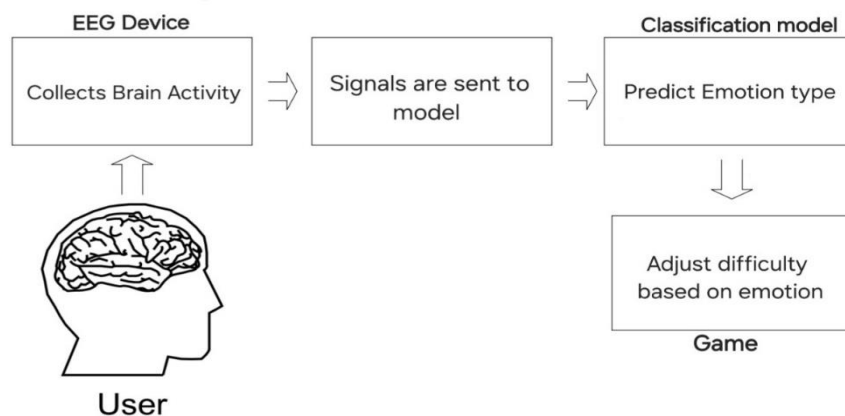 EEG Device
Collects Brain Activity
Signals are sent to
model
Classification model
Predict Emotion type
Adjust difficulty
based on emotion
Game
User